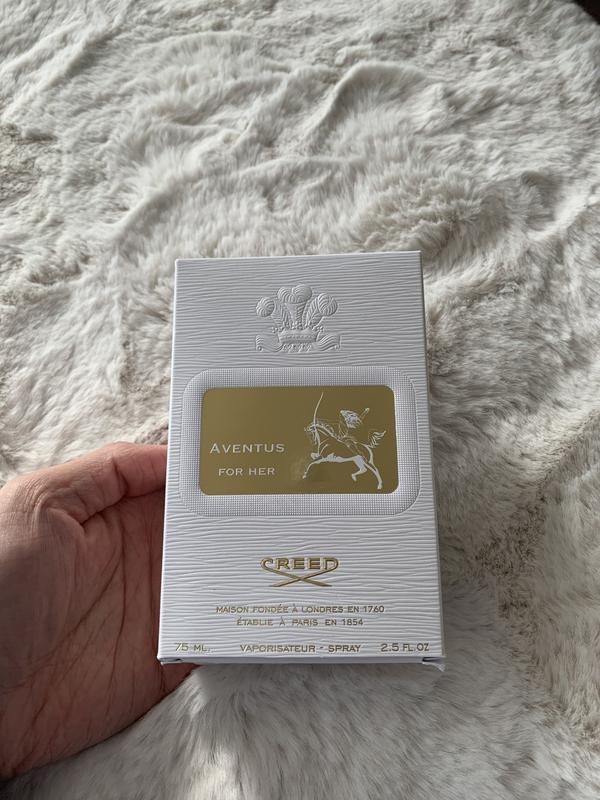 AVENTUS
FOR HER
CREED
MAISON FONDÉE À LONDRES EN 1760
ÉTABLIE À PARIS EN 1854
75 ML. VAPORISATEUR - SPRAY 2.5 FL.OZ